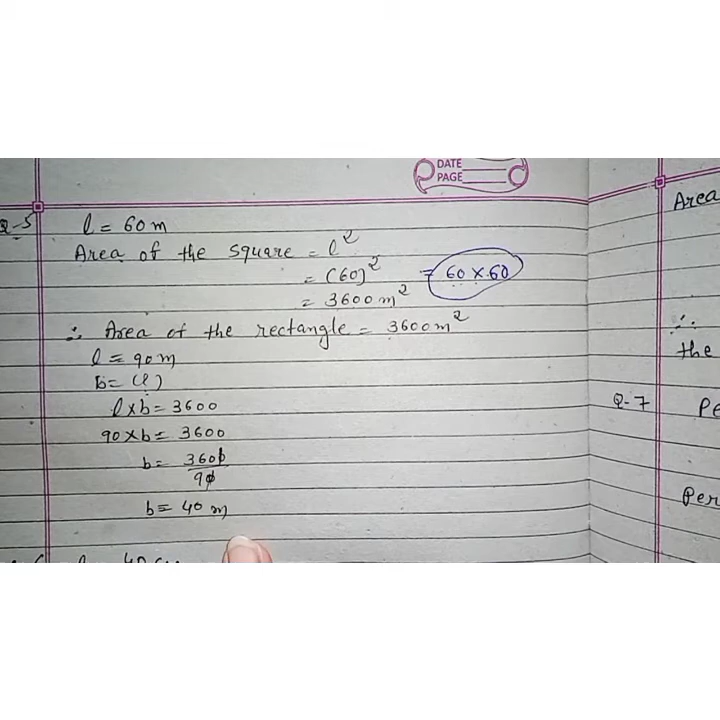 DATE
PAGE
Q-5 l = 60 m
Area of the square = l²
= (60)² = 60 × 60
= 3600 m²
∴ Area of the rectangle = 3600 m²
l = 90 m
b = (?)
l × b = 3600
90 × b = 3600
b = 3600/90
b = 40 m
Area
∴
the
Q-7 Pe
Per